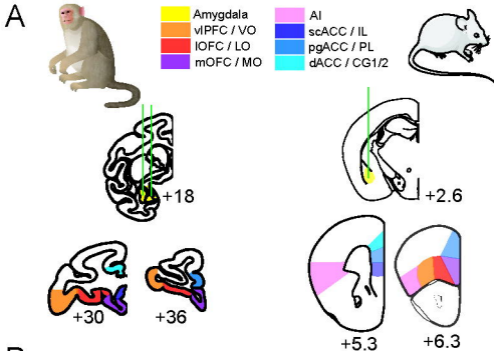 A
Amygdala
vlPFC / VO
lOFC / LO
mOFC / MO
AI
scACC / IL
pgACC / PL
dACC / CG1/2
+18
+2.6
+30
+36
+5.3
+6.3